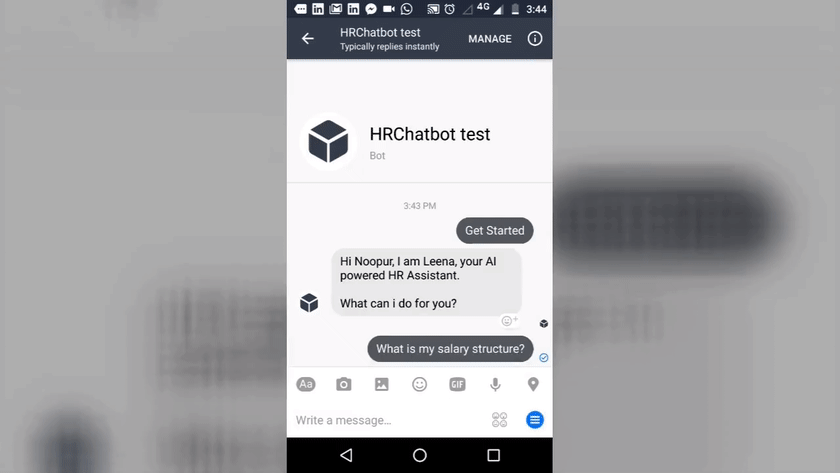 4G 3:44
HRChatbot test
Typically replies instantly
MANAGE
HRChatbot test
Bot
3:43 PM
Get Started
Hi Noopur, I am Leena, your AI
powered HR Assistant.
What can i do for you?
What is my salary structure?
Aa
GIF
Write a message...